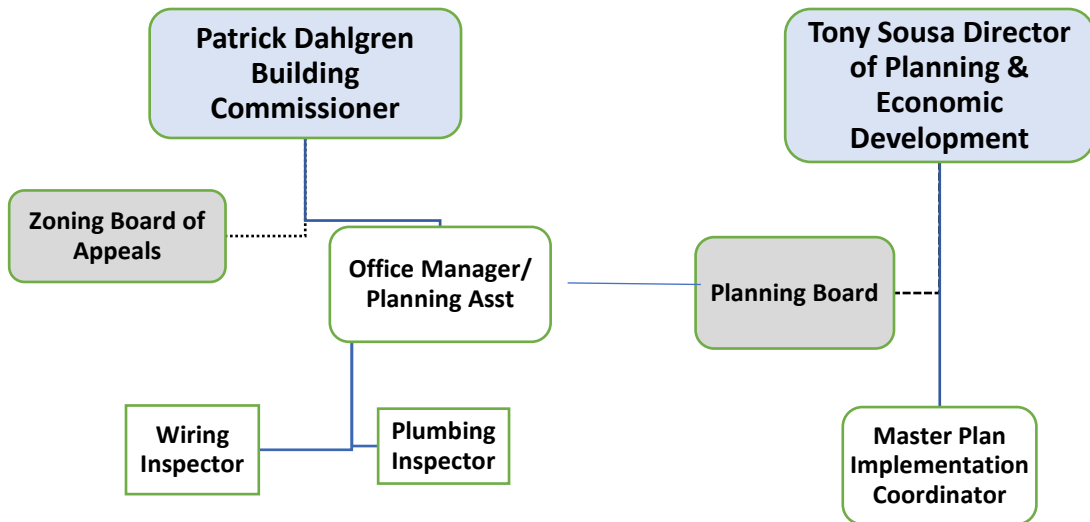 Patrick Dahlgren
Building
Commissioner
Tony Sousa Director
of Planning &
Economic
Development
Zoning Board of
Appeals
Office Manager/
Planning Asst
Planning Board
Wiring
Inspector
Plumbing
Inspector
Master Plan
Implementation
Coordinator